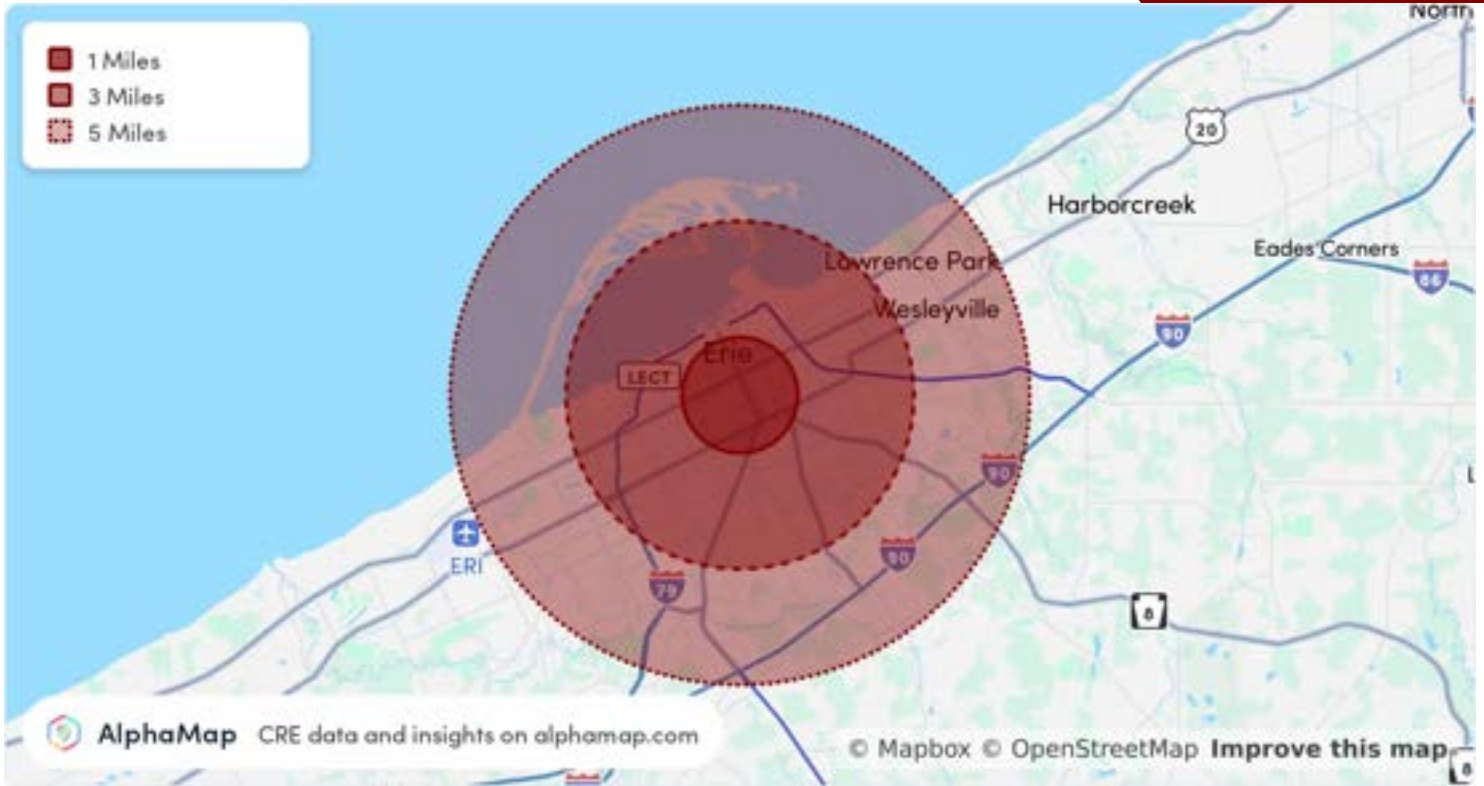 North
1 Miles
3 Miles
5 Miles
20
Harborcreek
Eades Corners
Lawrence Park
86
Wesleyville
90
Erie
LECT
90
L
ERI
90
79
8
AlphaMap CRE data and insights on alphamap.com
© Mapbox © OpenStreetMap Improve this map
8